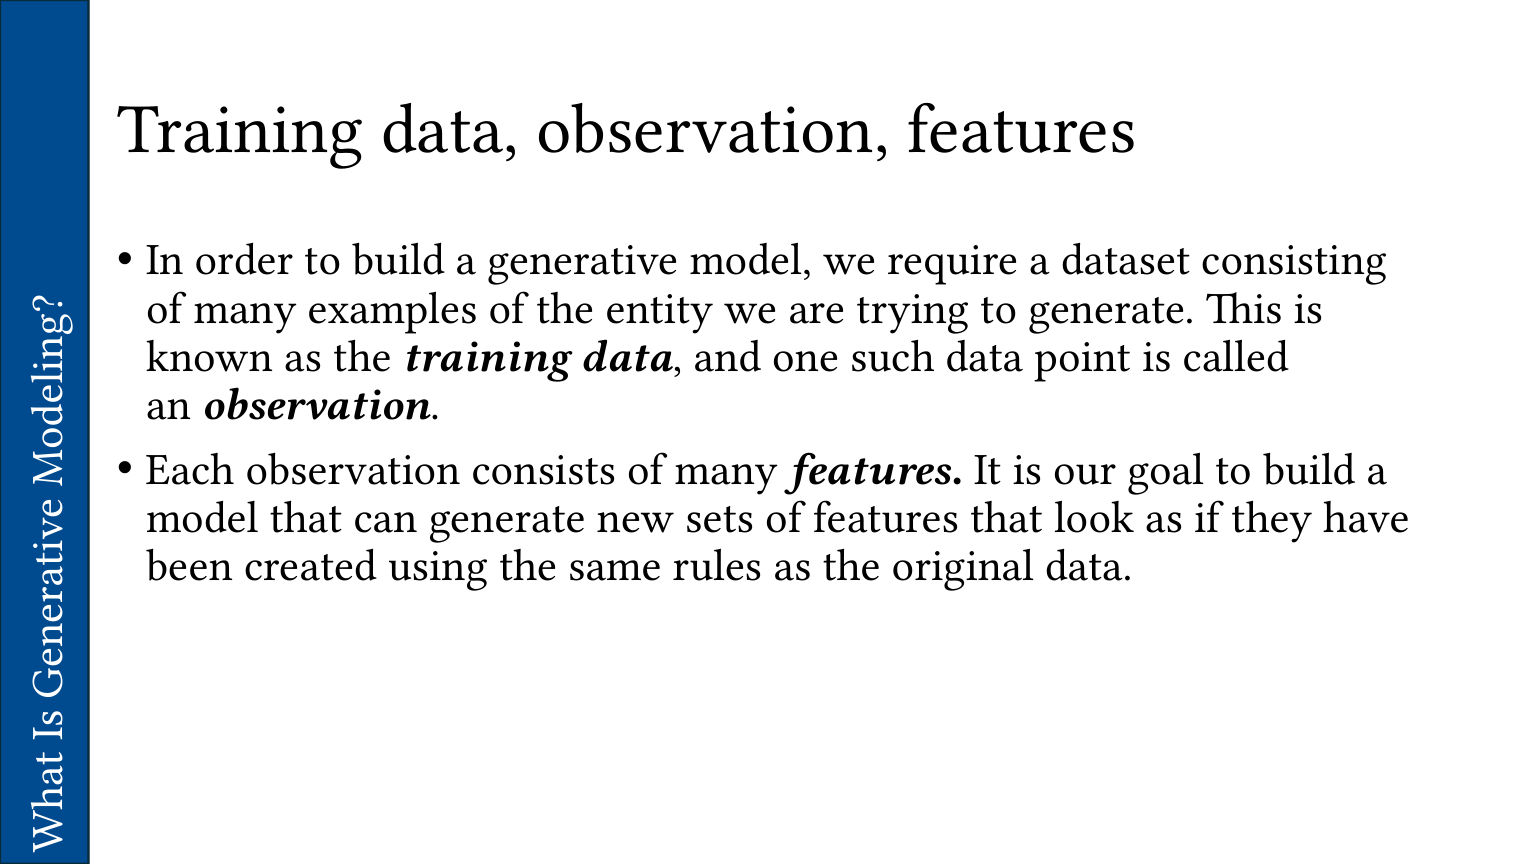 What Is Generative Modeling?
Training data, observation, features
• In order to build a generative model, we require a dataset consisting
of many examples of the entity we are trying to generate. This is
known as the training data, and one such data point is called
an observation.
• Each observation consists of many features. It is our goal to build a
model that can generate new sets of features that look as if they have
been created using the same rules as the original data.